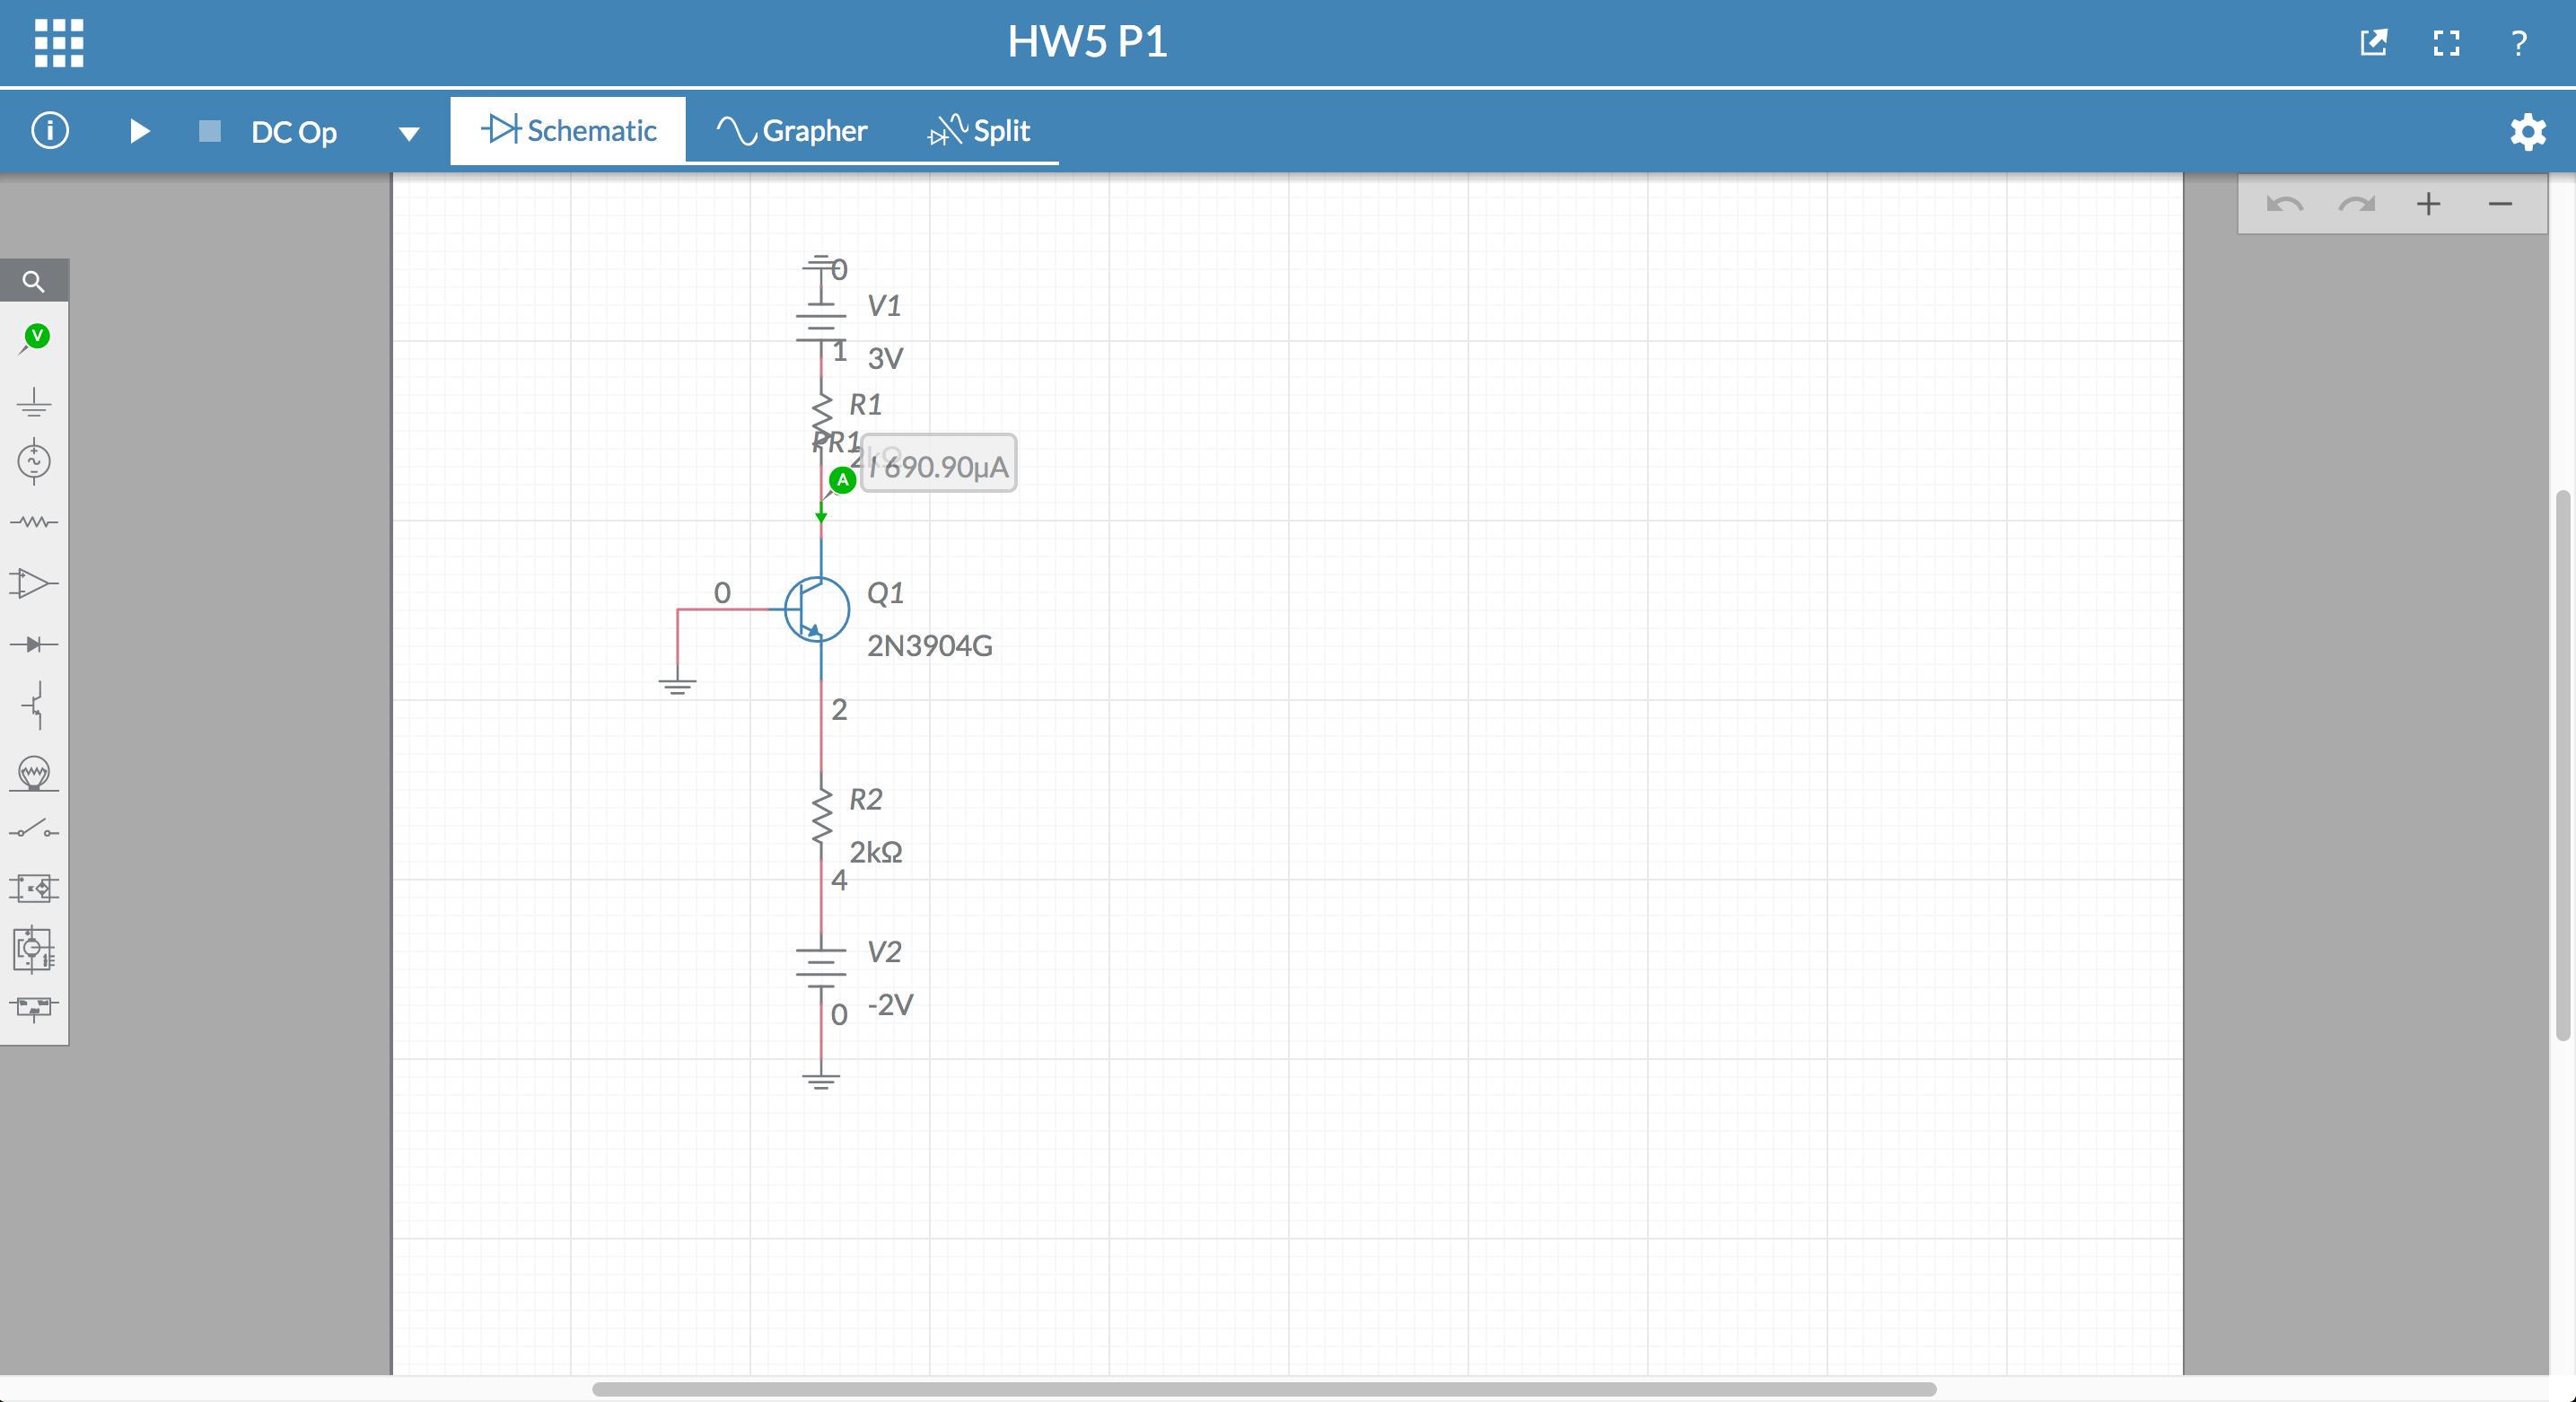 HW5 P1
?
i
DC Op
Schematic
Grapher
Split
V
0
V1
1
3V
R1
PR1
2kΩ
I 690.90µA
A
0
Q1
2N3904G
2
R2
2kΩ
4
V2
-2V
0